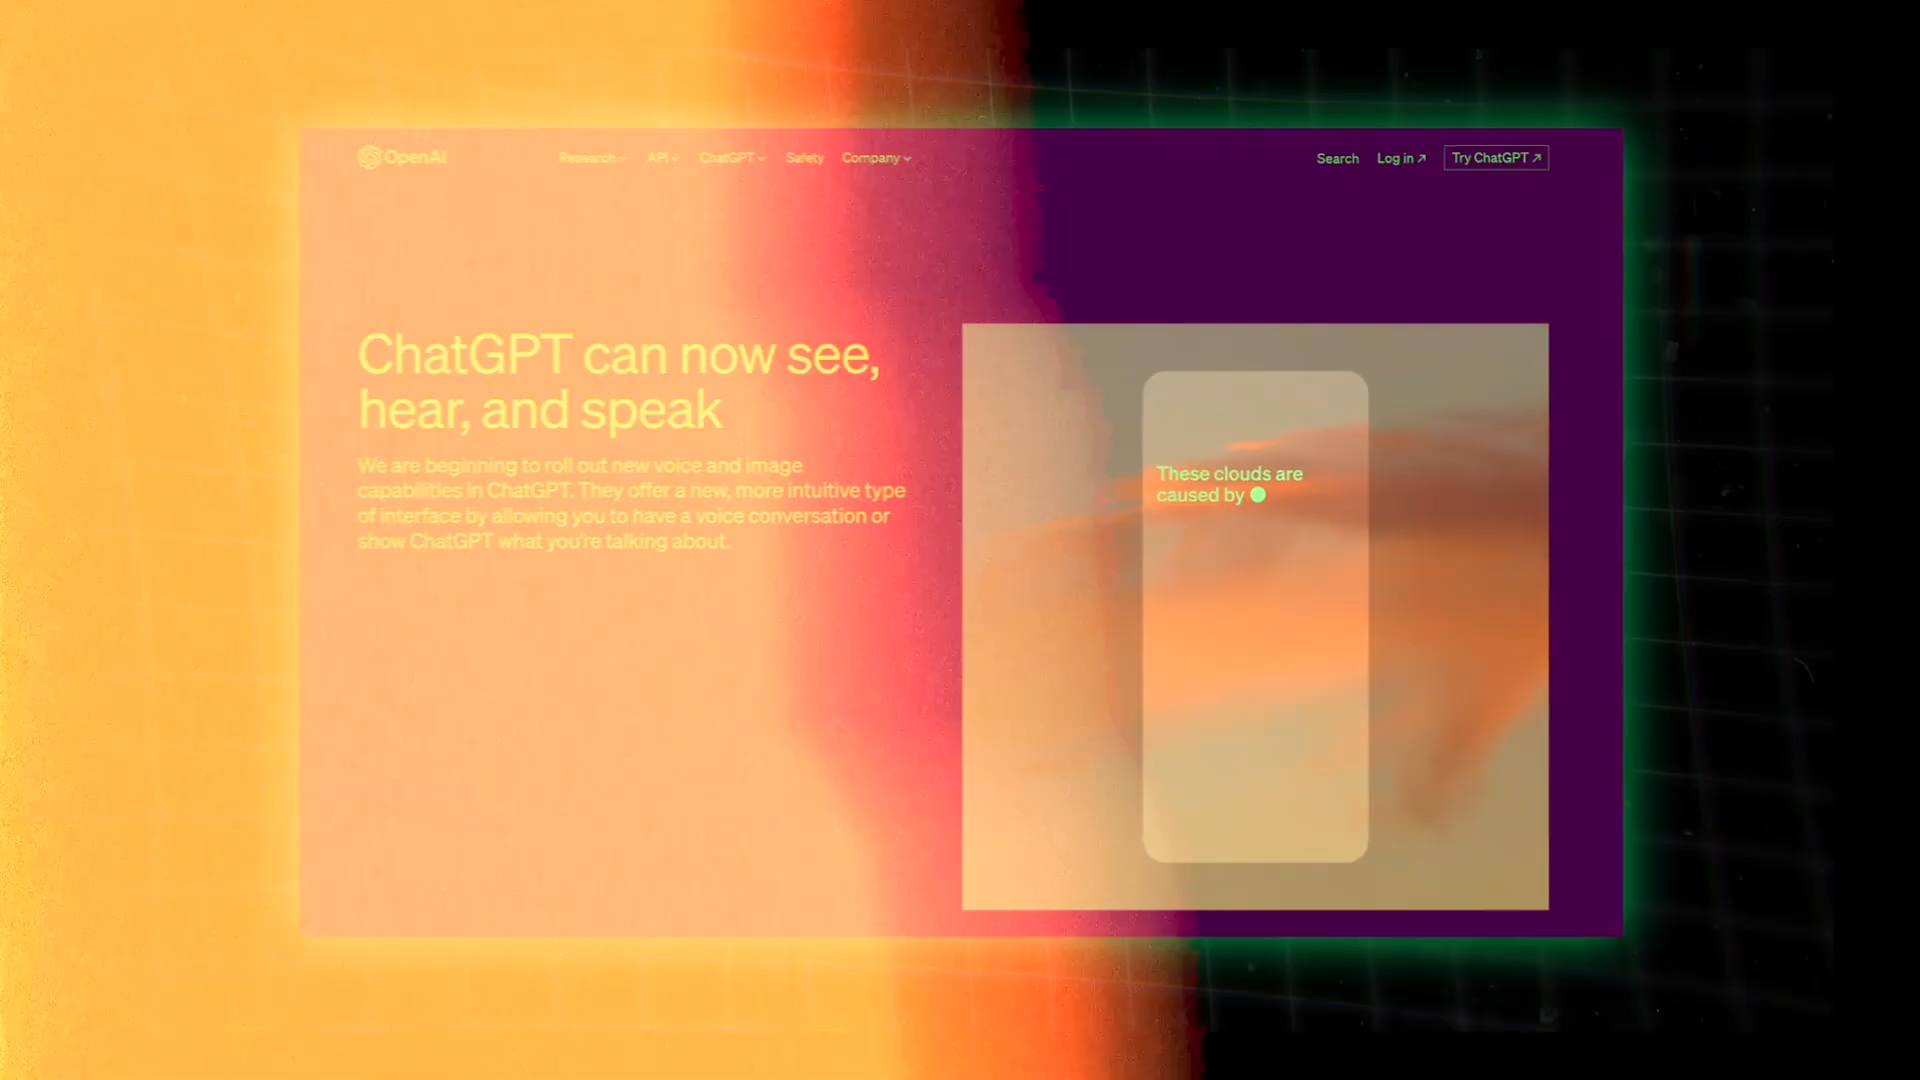 OpenAI
Research
API
ChatGPT
Safety
Company
Search
Log in ↗
Try ChatGPT ↗
ChatGPT can now see,
hear, and speak
We are beginning to roll out new voice and image
capabilities in ChatGPT. They offer a new, more intuitive type
of interface by allowing you to have a voice conversation or
show ChatGPT what you're talking about.
These clouds are
caused by